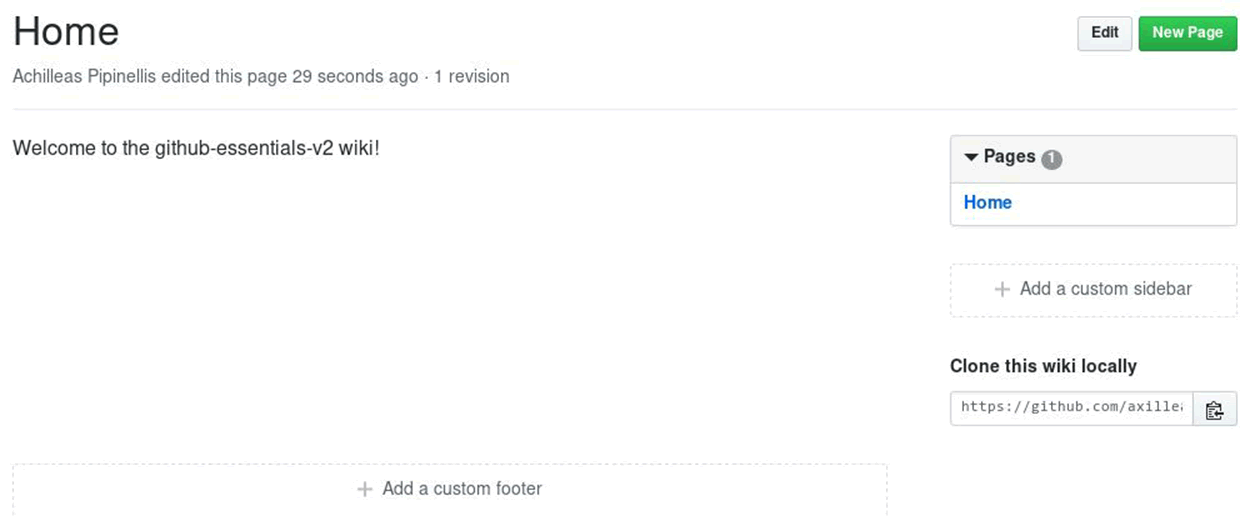 Home
Edit
New Page
Achilleas Pipinellis edited this page 29 seconds ago · 1 revision
Welcome to the github-essentials-v2 wiki!
Pages 1
Home
Add a custom sidebar
Clone this wiki locally
https://github.com/axille
Add a custom footer